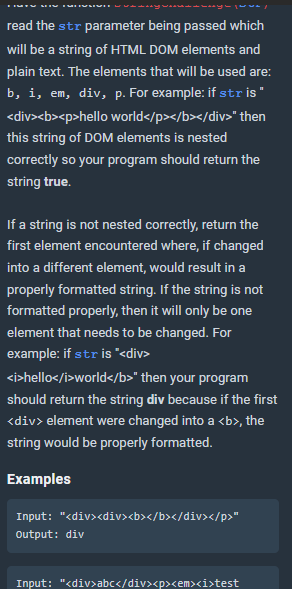 Have the function StringChallenge(str)
read the str parameter being passed which
will be a string of HTML DOM elements and
plain text. The elements that will be used are:
b, i, em, div, p. For example: if str is "
<div><b><p>hello world</p></b></div>" then
this string of DOM elements is nested
correctly so your program should return the
string true.
If a string is not nested correctly, return the
first element encountered where, if changed
into a different element, would result in a
properly formatted string. If the string is not
formatted properly, then it will only be one
element that needs to be changed. For
example: if str is "<div>
<i>hello</i>world</b>" then your program
should return the string div because if the first
<div> element were changed into a <b>, the
string would be properly formatted.
Examples
Input: "<div><div><b></b></div></p>"
Output: div
Input: "<div>abc</div><p><em><i>test